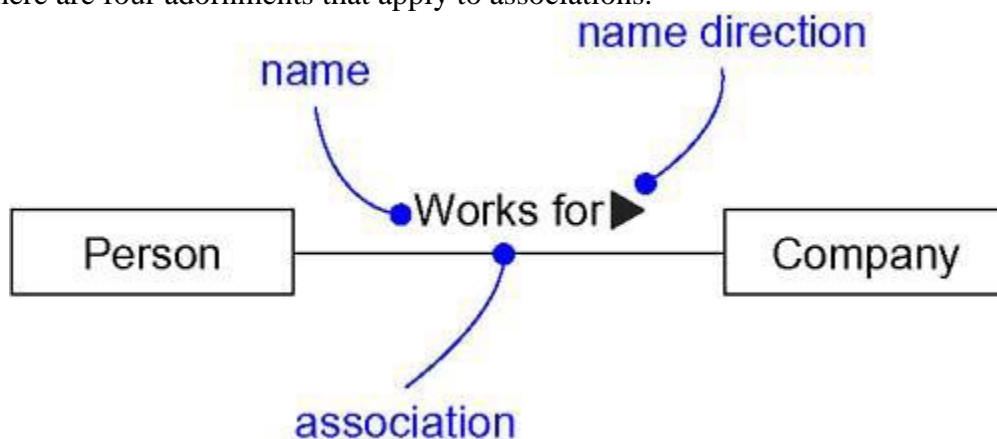 here are four adornments that apply to associations.
name direction
name
Works for
Person
Company
association